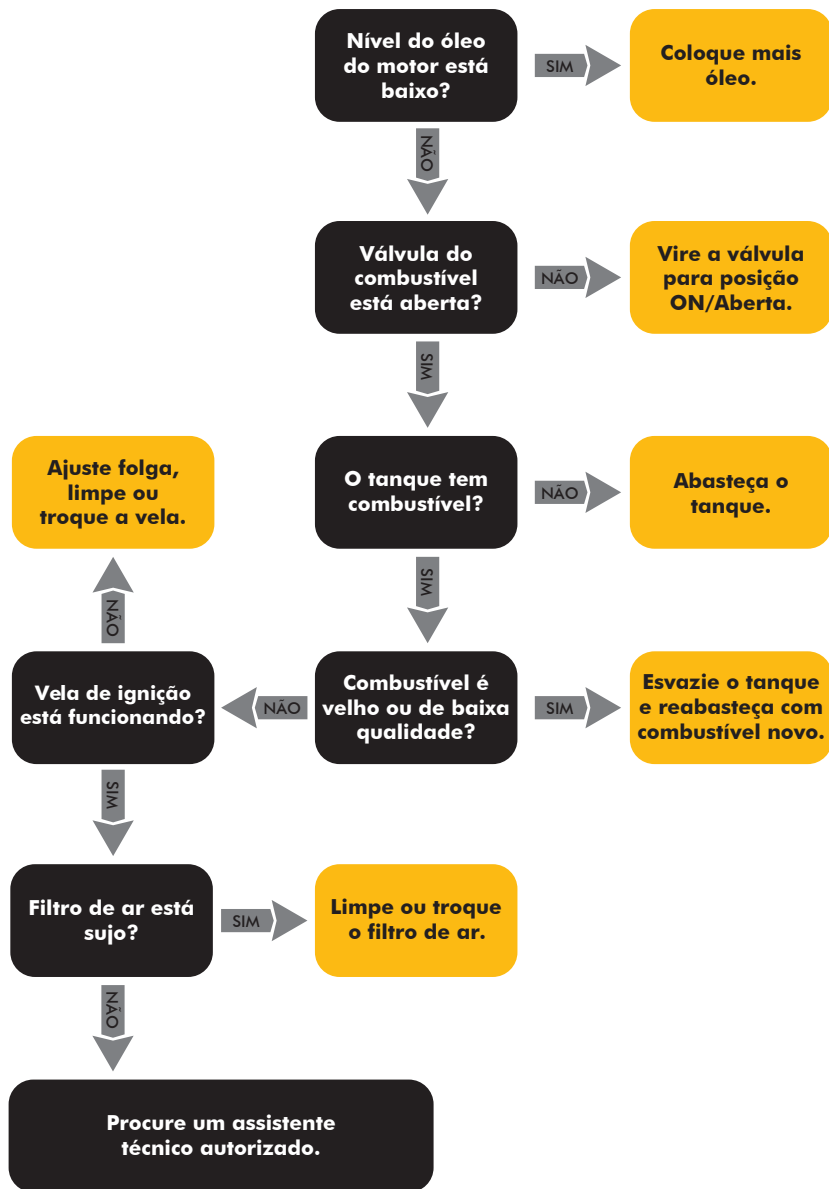 Nível do óleo
do motor está
baixo?
SIM
Coloque mais
óleo.
NÃO
Válvula do
combustível
está aberta?
NÃO
Vire a válvula
para posição
ON/Aberta.
SIM
O tanque tem
combustível?
NÃO
Abasteça o
tanque.
SIM
Combustível é
velho ou de baixa
qualidade?
SIM
Esvazie o tanque
e reabasteça com
combustível novo.
NÃO
Vela de ignição
está funcionando?
NÃO
Ajuste folga,
limpe ou
troque a vela.
SIM
Filtro de ar está
sujo?
SIM
Limpe ou troque
o filtro de ar.
NÃO
Procure um assistente
técnico autorizado.